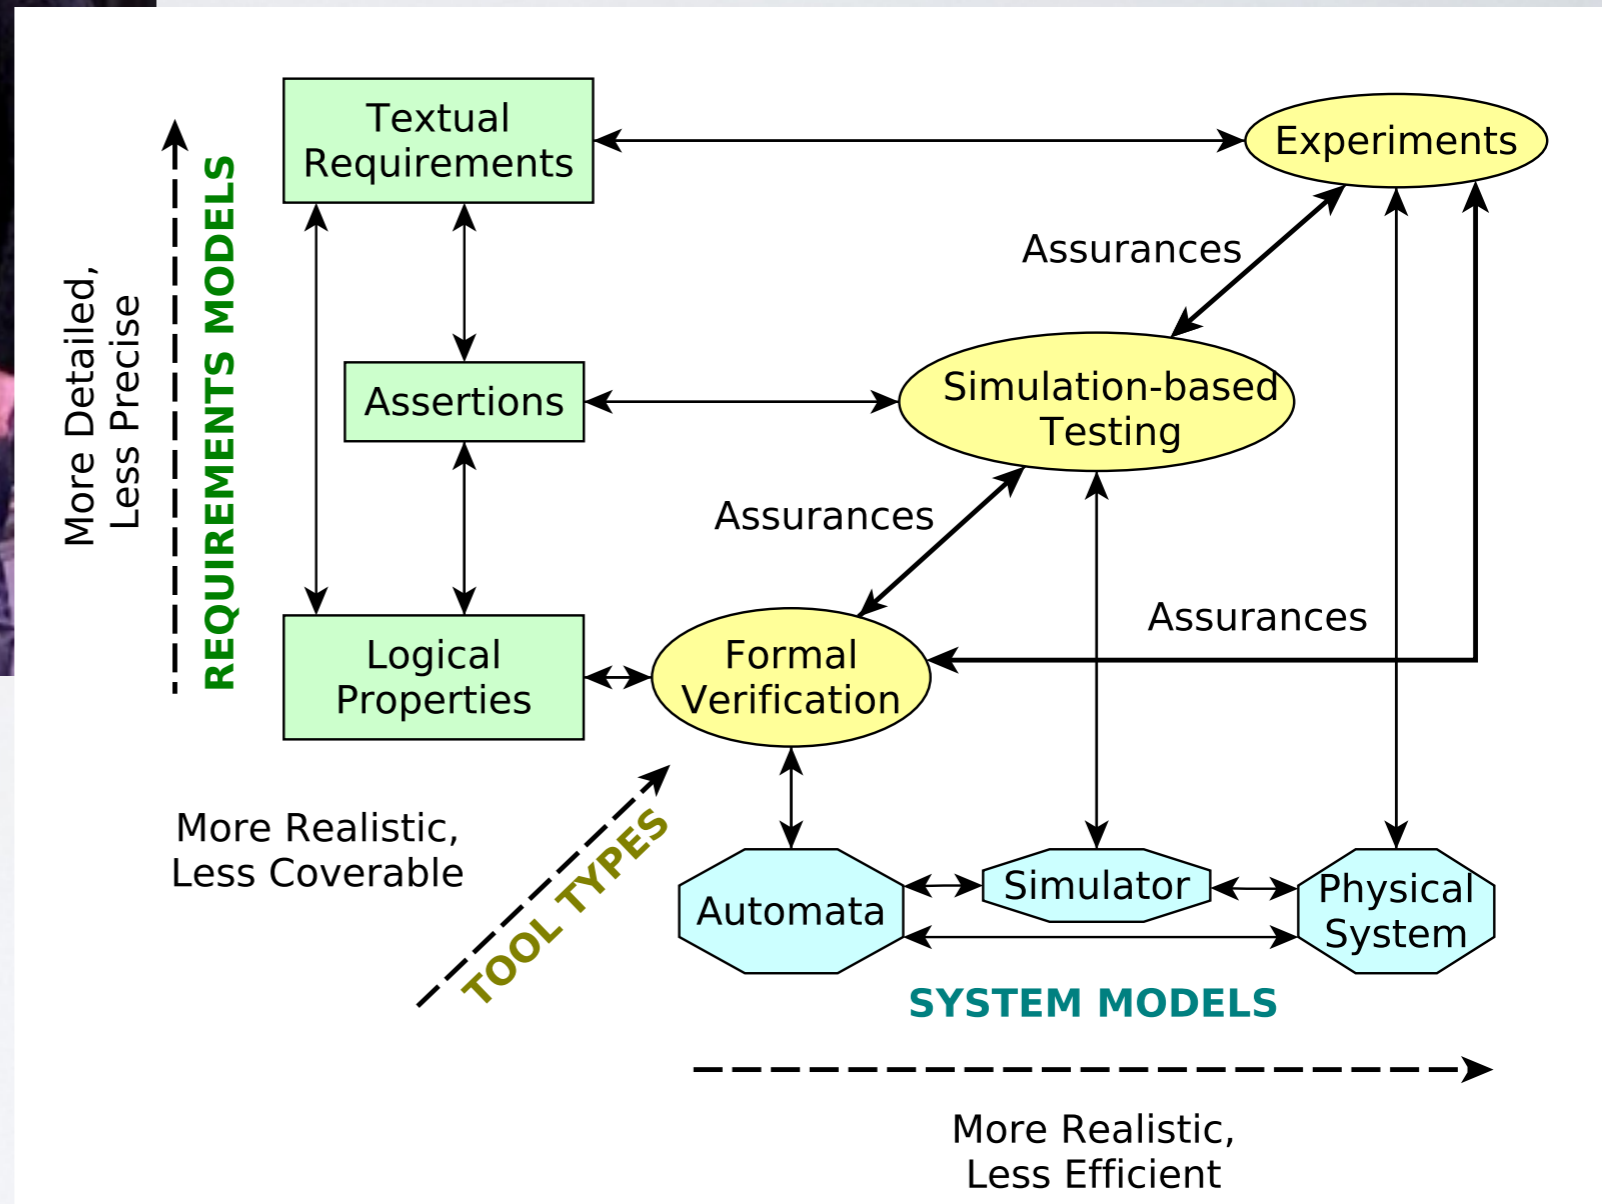 Textual
Requirements
Experiments
Assurances
More Detailed,
Less Precise
REQUIREMENTS MODELS
Assertions
Simulation-based
Testing
Assurances
Assurances
Logical
Properties
Formal
Verification
More Realistic,
Less Coverable
TOOL TYPES
Automata
Simulator
Physical
System
SYSTEM MODELS
More Realistic,
Less Efficient